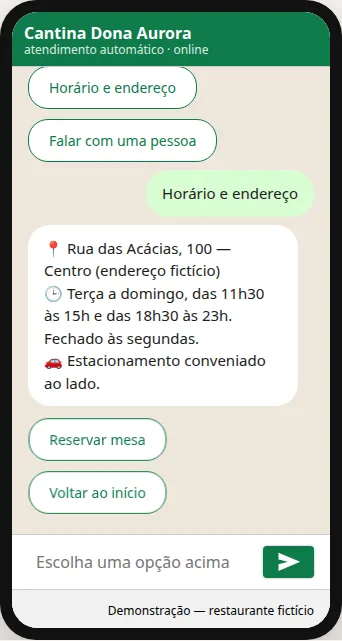 Cantina Dona Aurora
atendimento automático · online
Horário e endereço
Falar com uma pessoa
Horário e endereço
📍 Rua das Acácias, 100 —
Centro (endereço fictício)
🕒 Terça a domingo, das 11h30
às 15h e das 18h30 às 23h.
Fechado às segundas.
🚗 Estacionamento conveniado
ao lado.
Reservar mesa
Voltar ao início
Escolha uma opção acima
Demonstração — restaurante fictício